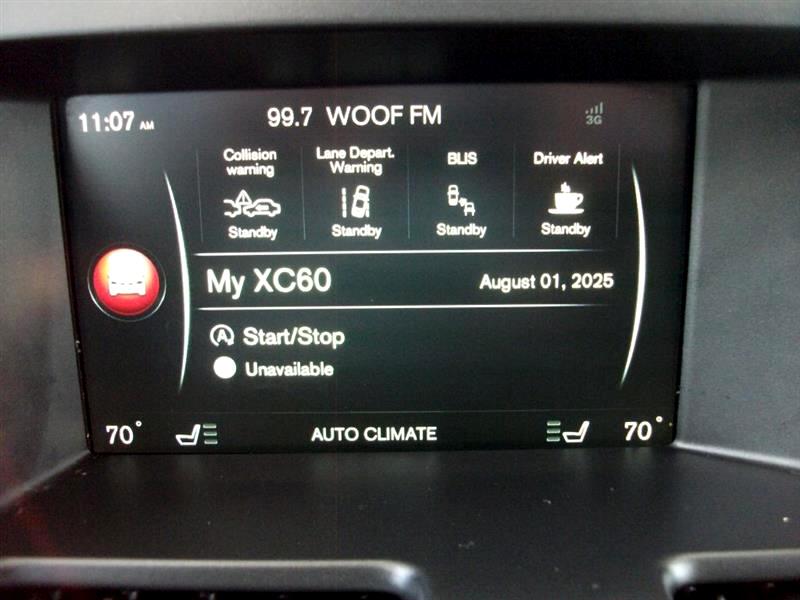 11:07 AM
99.7 WOOF FM
3G
Collision
warning
Standby
Lane Depart.
Warning
Standby
BLIS
Standby
Driver Alert
Standby
My XC60
August 01, 2025
A Start/Stop
Unavailable
70°
AUTO CLIMATE
70°